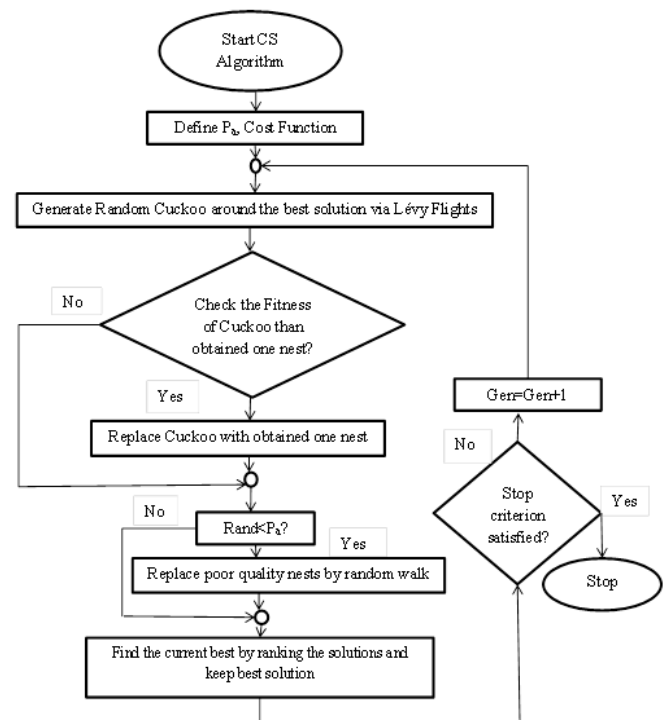 Start CS
Algorithm
Define Pa, Cost Function
Generate Random Cuckoo around the best solution via Lévy Flights
No
Check the Fitness
of Cuckoo than
obtained one nest?
Yes
Replace Cuckoo with obtained one nest
No
Rand<Pa?
Yes
Replace poor quality nests by random walk
Find the current best by ranking the solutions and
keep best solution
Gen=Gen+1
No
Stop
criterion
satisfied?
Yes
Stop